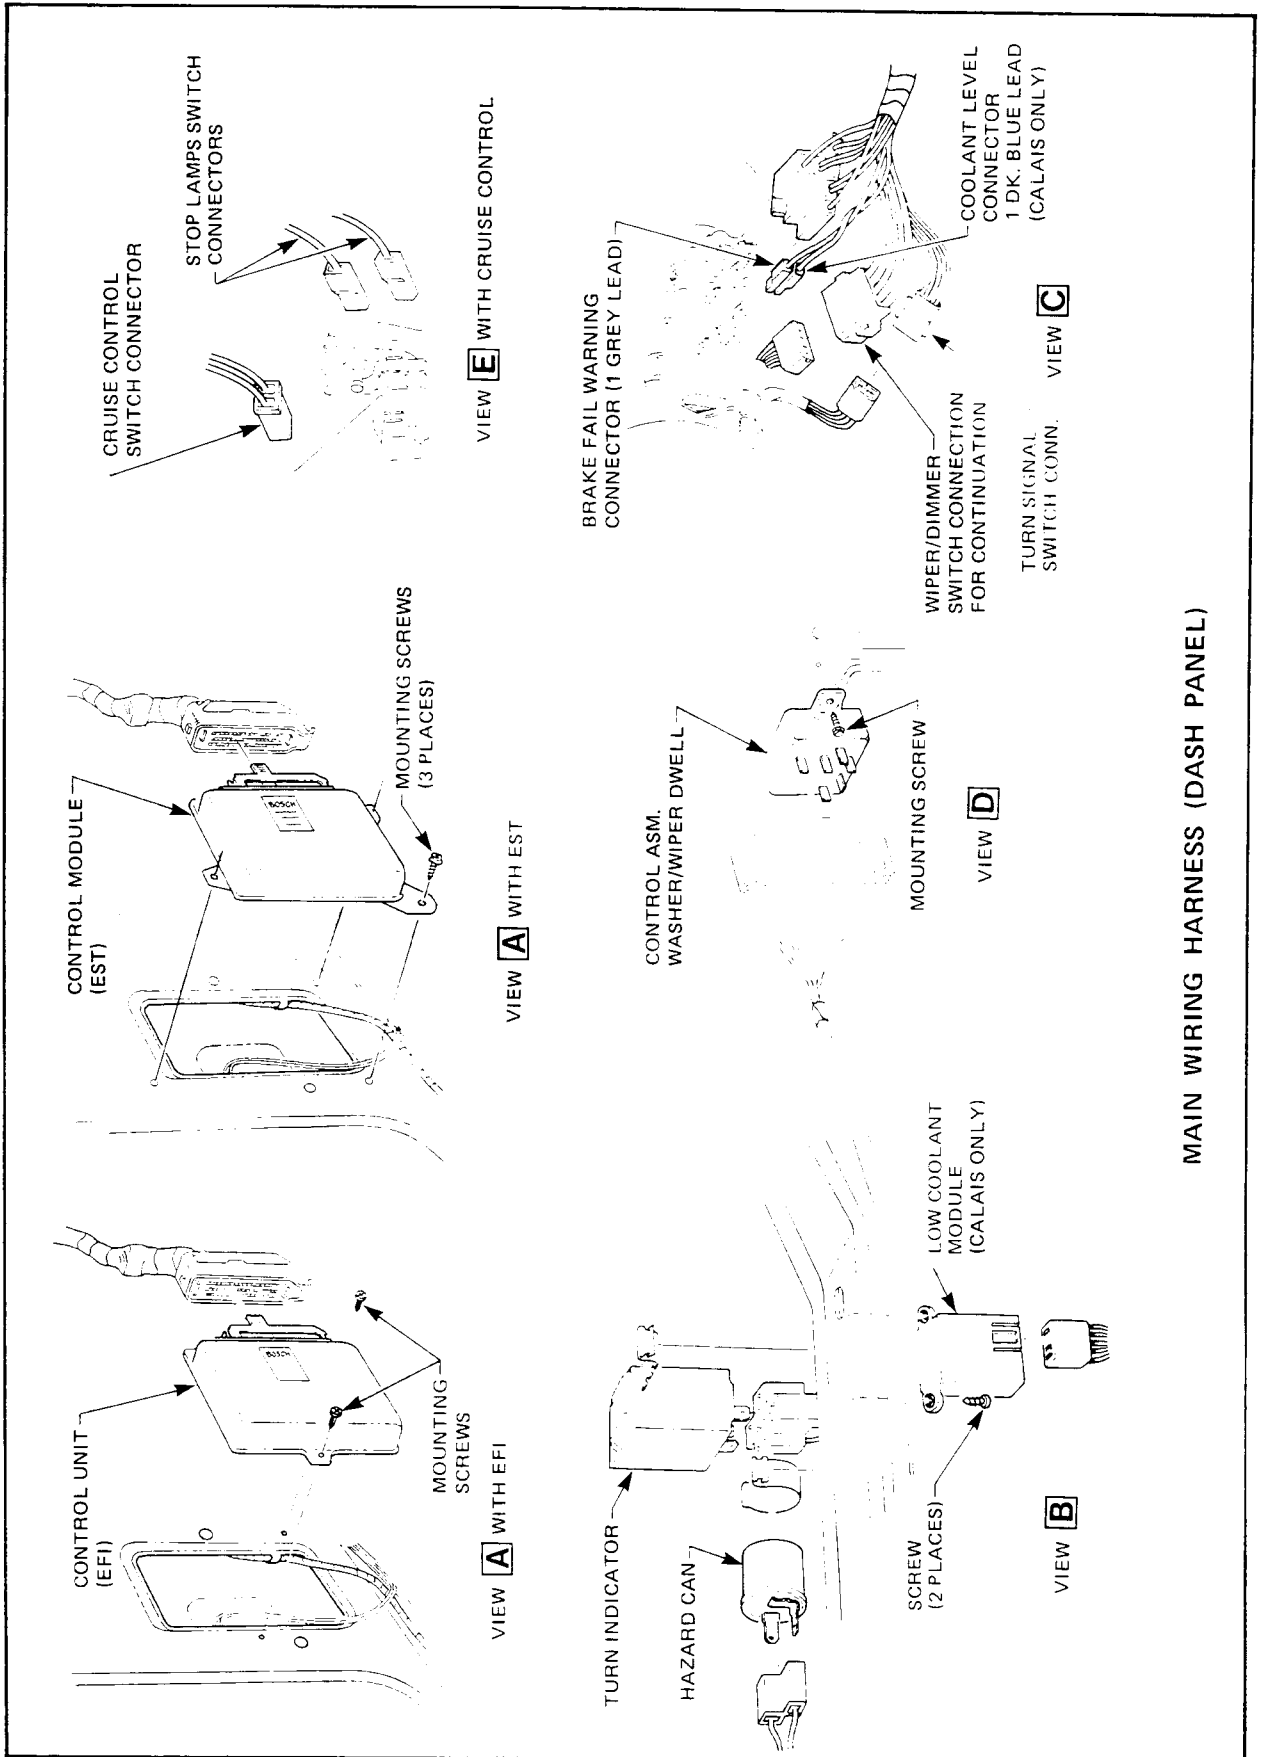 CONTROL UNIT
(EFI)
BOSCH
MOUNTING
SCREWS
VIEW A WITH EFI
CONTROL MODULE
(EST)
BOSCH
MOUNTING SCREWS
(3 PLACES)
VIEW A WITH EST
CRUISE CONTROL
SWITCH CONNECTOR
STOP LAMPS SWITCH
CONNECTORS
VIEW E WITH CRUISE CONTROL
TURN INDICATOR
HAZARD CAN
SCREW
(2 PLACES)
LOW COOLANT
MODULE
(CALAIS ONLY)
VIEW B
CONTROL ASM.
WASHER/WIPER DWELL
MOUNTING SCREW
VIEW D
BRAKE FAIL WARNING
CONNECTOR (1 GREY LEAD)
WIPER/DIMMER
SWITCH CONNECTION
FOR CONTINUATION
TURN SIGNAL
SWITCH CONN.
COOLANT LEVEL
CONNECTOR
1 DK. BLUE LEAD
(CALAIS ONLY)
VIEW C
MAIN WIRING HARNESS (DASH PANEL)